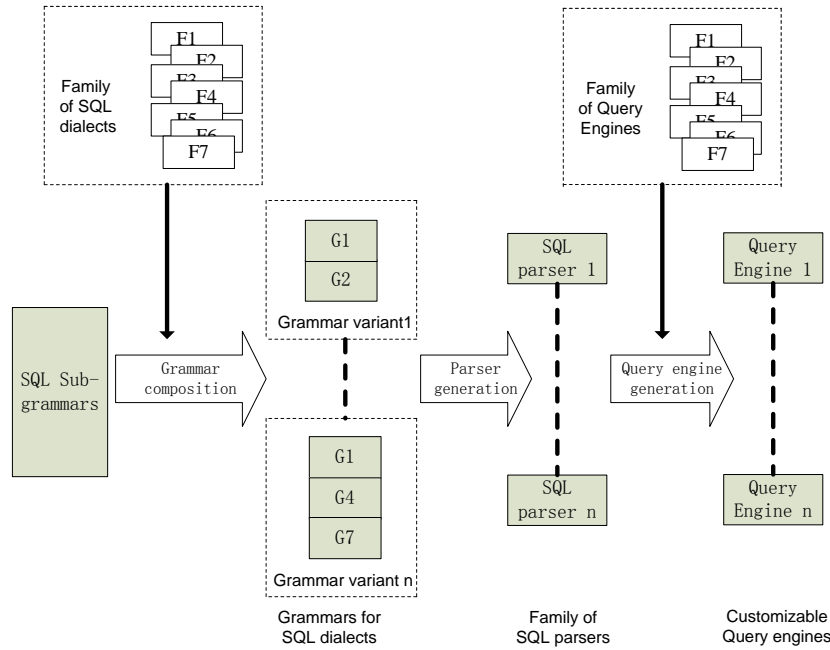 Family
of SQL
dialects
F1
F2
F3
F4
F5
F6
F7
Family
of Query
Engines
F1
F2
F3
F4
F5
F6
F7
SQL Sub-
grammars
Grammar
composition
G1
G2
Grammar variant1
G1
G4
G7
Grammar variant n
Parser
generation
SQL
parser 1
SQL
parser n
Query engine
generation
Query
Engine 1
Query
Engine n
Grammars for
SQL dialects
Family of
SQL parsers
Customizable
Query engines